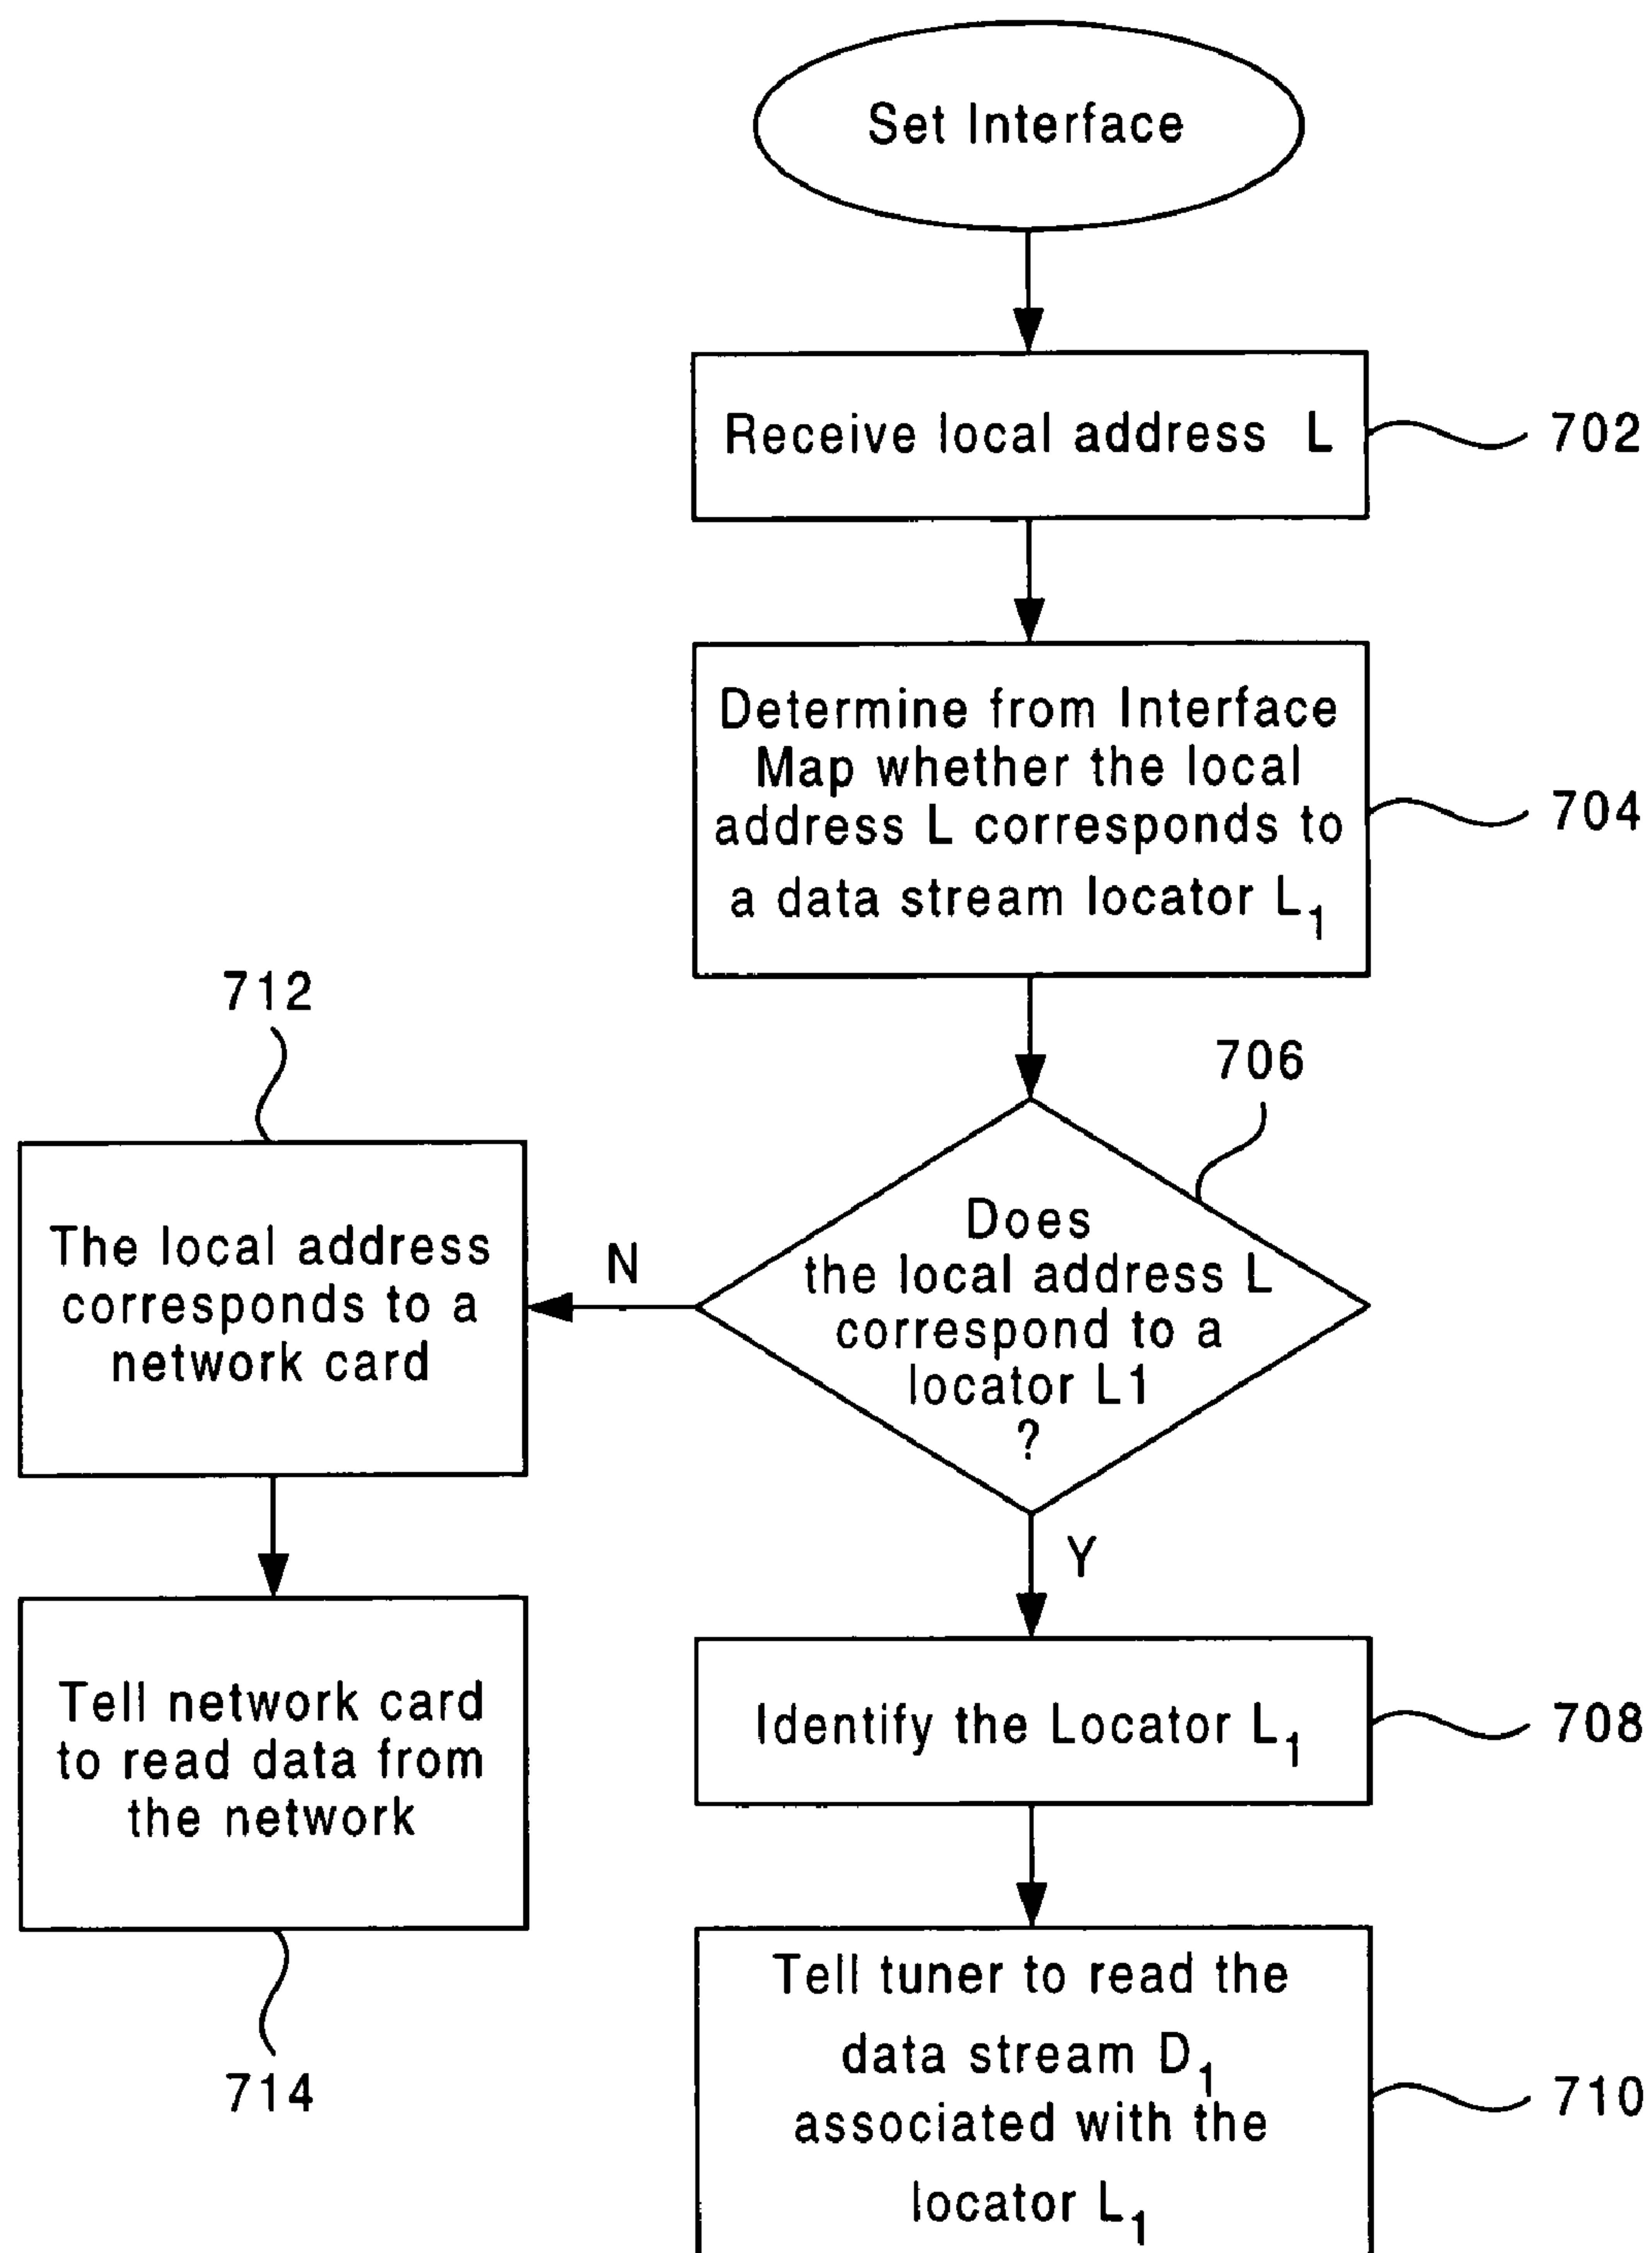 Set Interface
Receive local address L
702
Determine from Interface
Map whether the local
address L corresponds to
a data stream locator L1
704
706
Does
the local address L
correspond to a
locator L1
?
N
712
The local address
corresponds to a
network card
Tell network card
to read data from
the network
714
Y
Identify the Locator L1
708
Tell tuner to read the
data stream D1
associated with the
locator L1
710